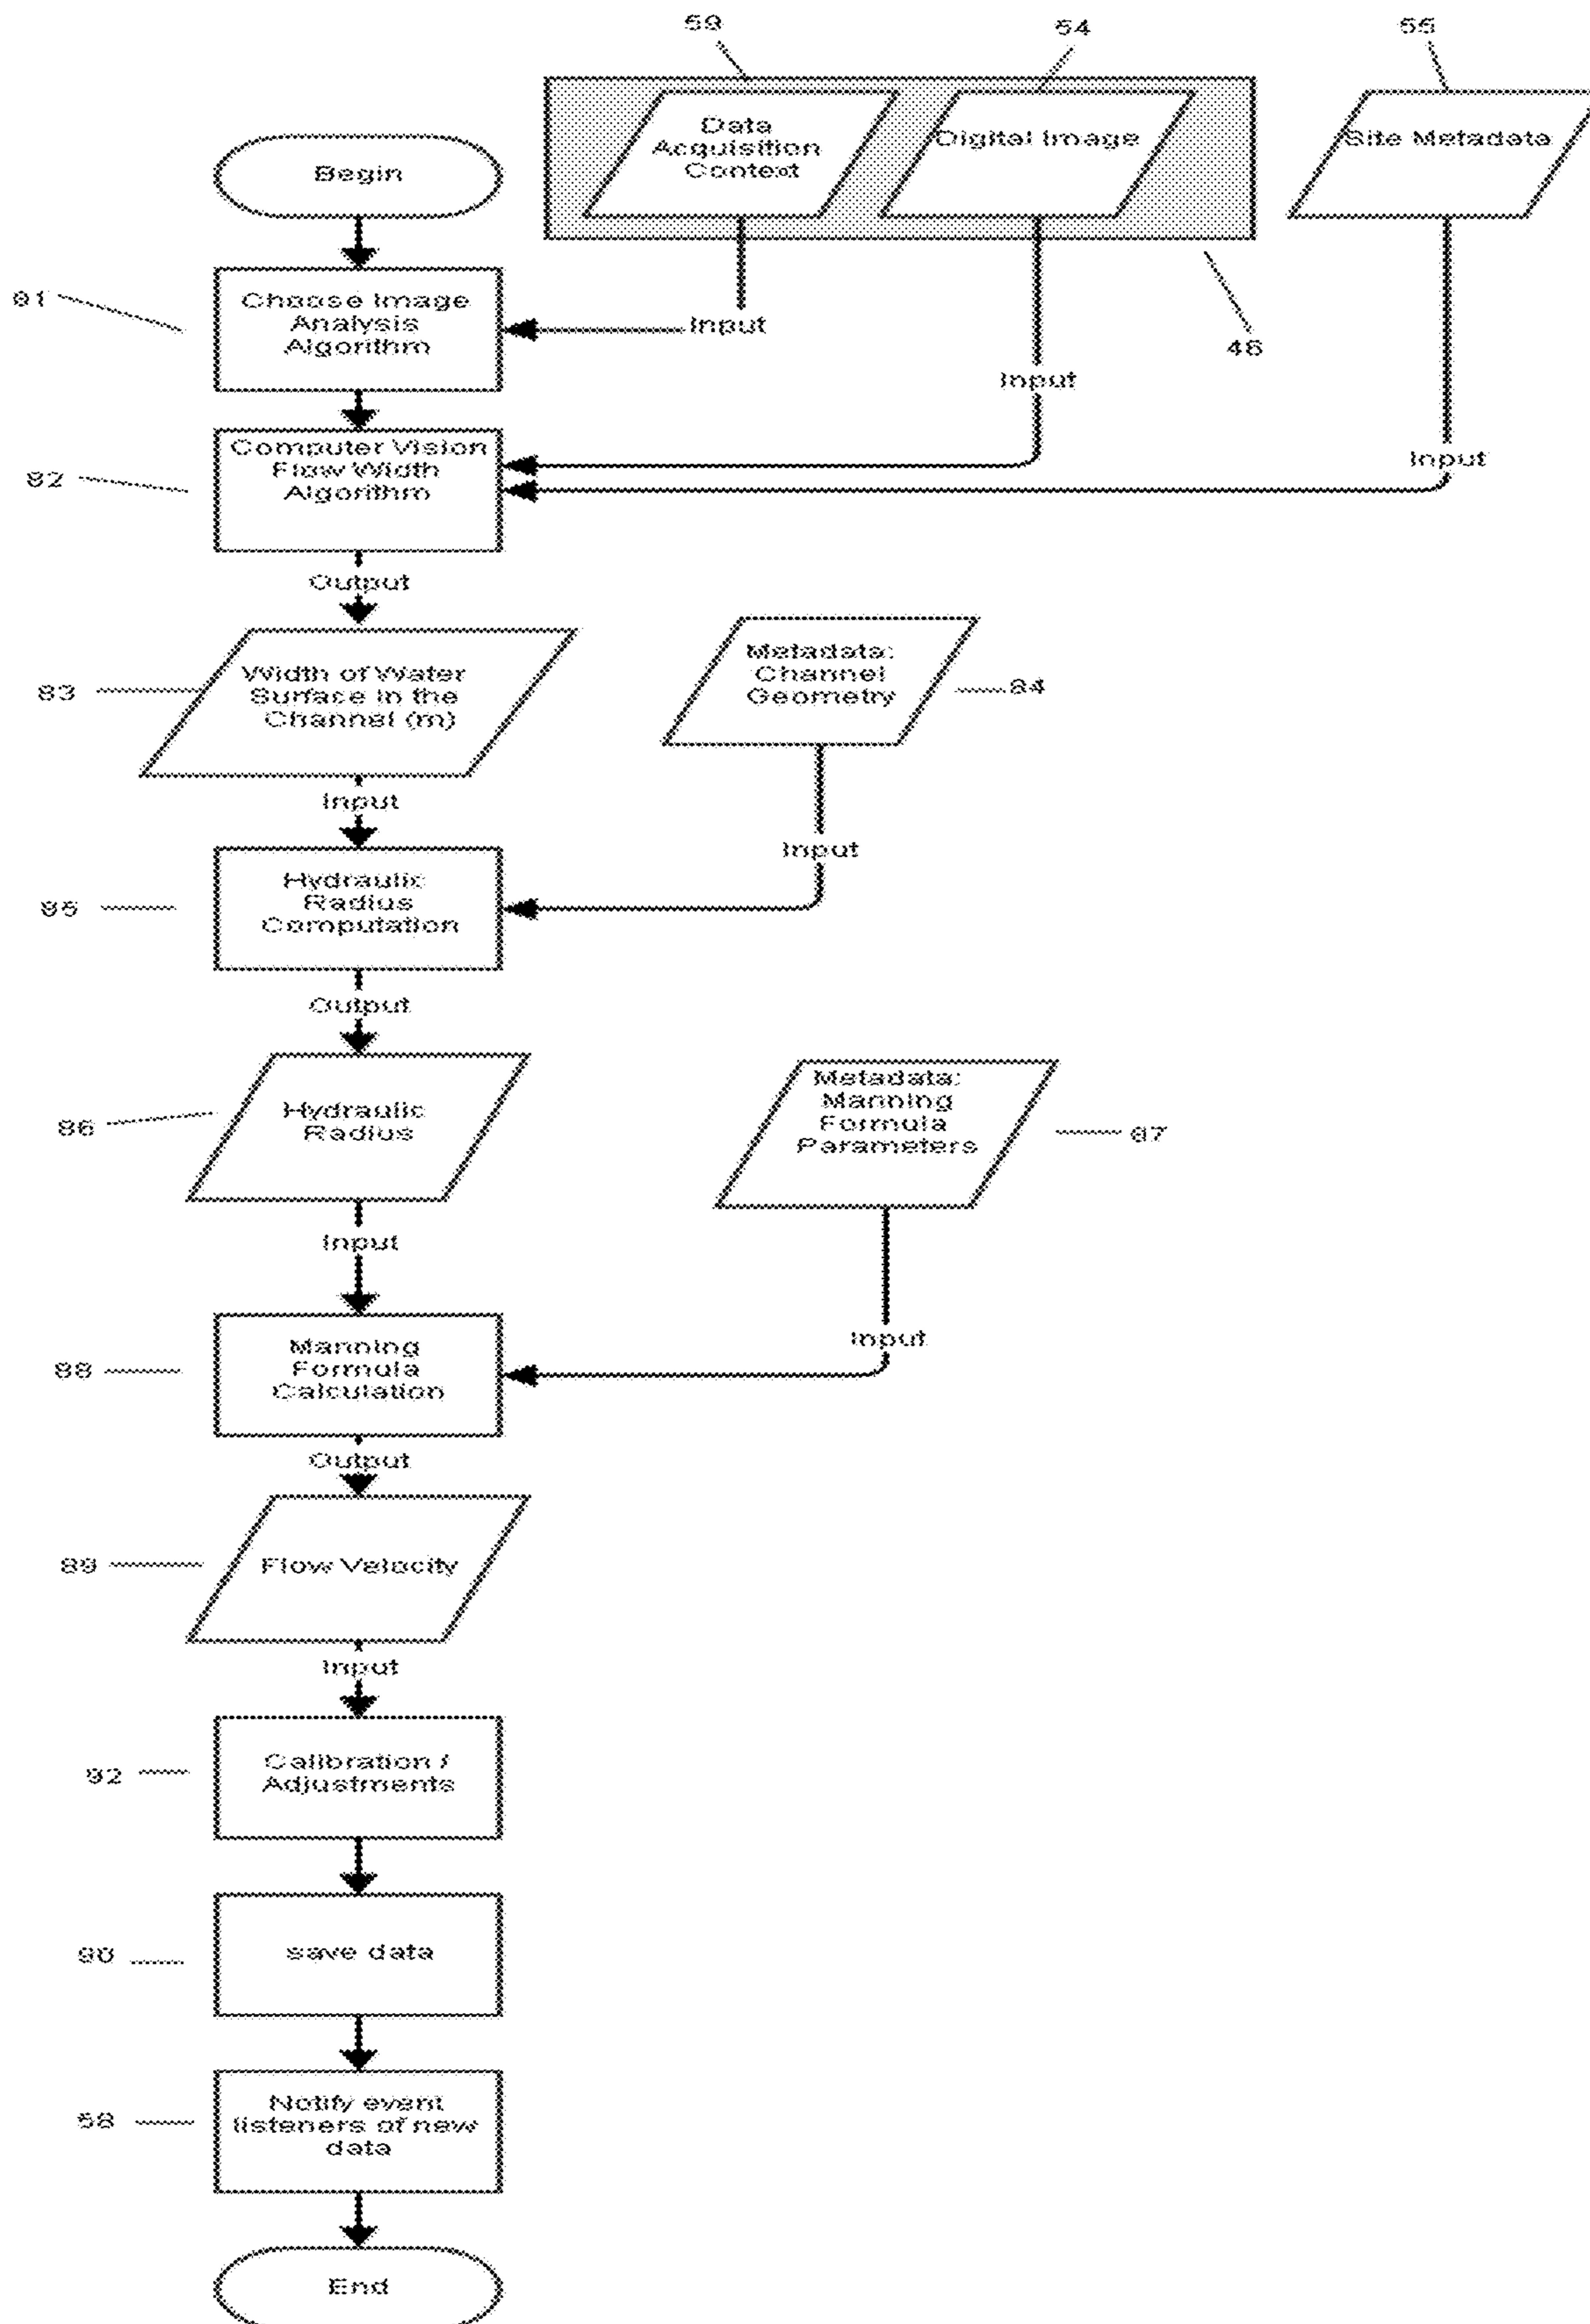 59
54
55
Begin
Data
Acquisition
Context
Digital Image
Site Metadata
81
Choose Image
Analysis
Algorithm
Input
46
Input
82
Computer Vision
Flow Width
Algorithm
Input
Output
83
Width of Water
Surface in the
Channel (m)
Metadata:
Channel
Geometry
84
Input
Input
85
Hydraulic
Radius
Computation
Output
86
Hydraulic
Radius
Metadata:
Manning
Formula
Parameters
87
Input
Input
88
Manning
Formula
Calculation
Output
89
Flow Velocity
Input
92
Calibration /
Adjustments
90
save data
58
Notify event
listeners of new
data
End